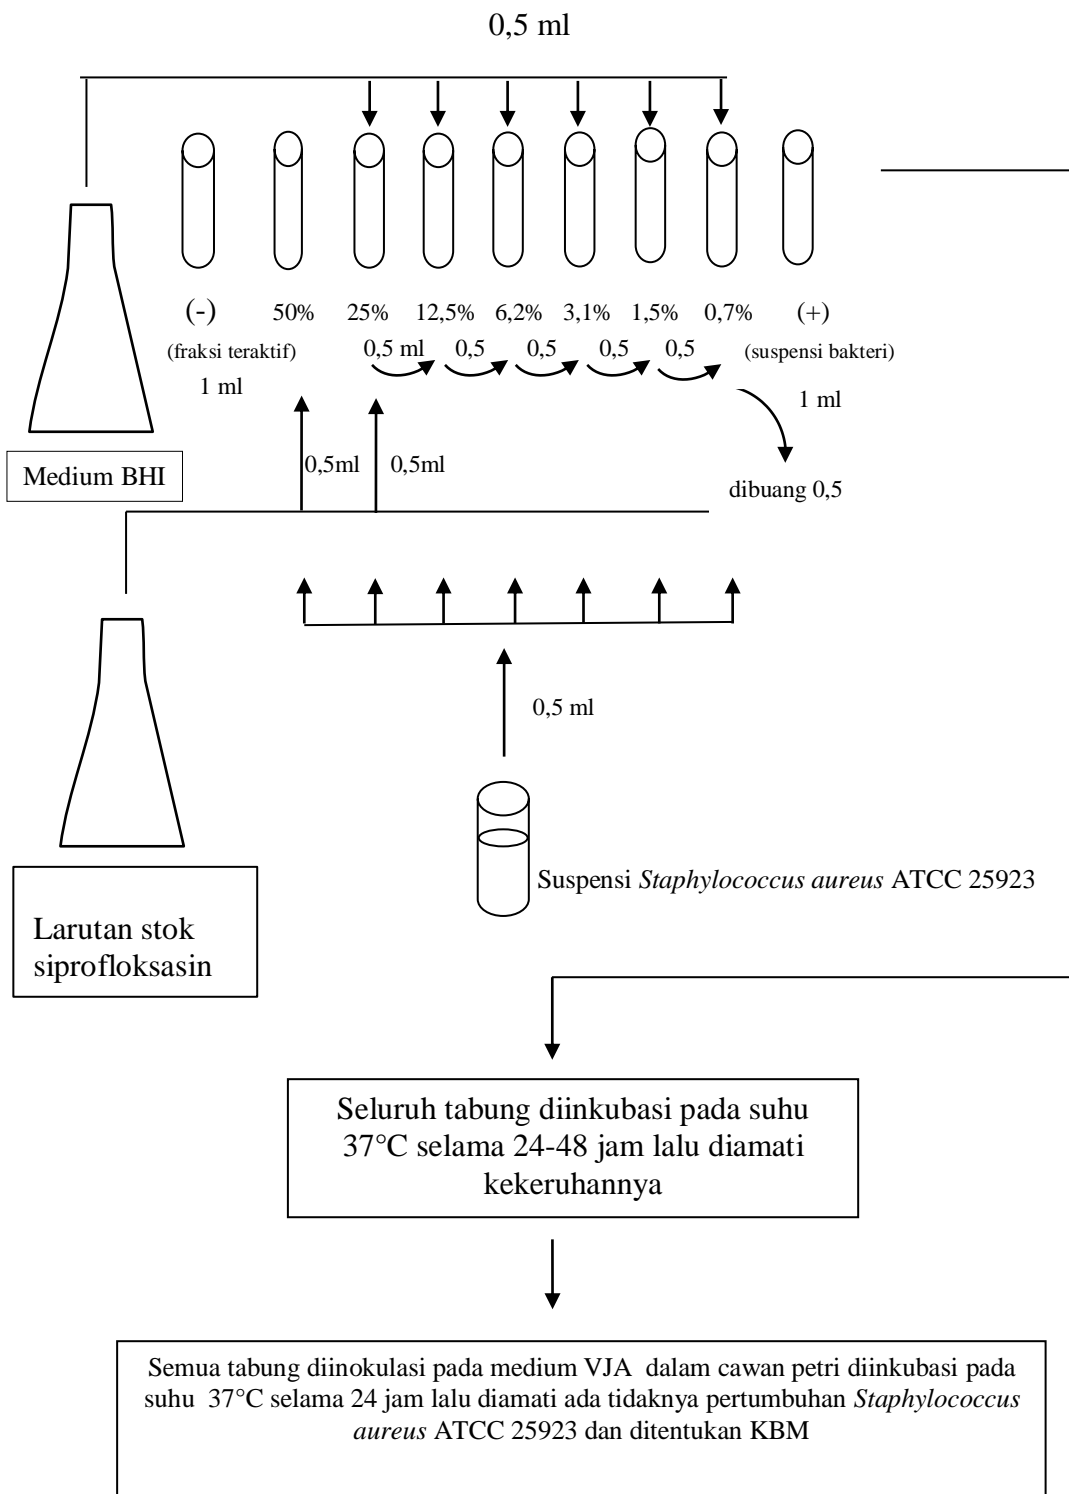 0,5 ml
(-) 50% 25% 12,5% 6,2% 3,1% 1,5% 0,7% (+)
(fraksi teraktif) 0,5 ml 0,5 0,5 0,5 0,5 (suspensi bakteri)
1 ml 1 ml
Medium BHI
0,5ml 0,5ml
dibuang 0,5
0,5 ml
Suspensi Staphylococcus aureus ATCC 25923
Larutan stok
siprofloksasin
Seluruh tabung diinkubasi pada suhu
37°C selama 24-48 jam lalu diamati
kekeruhannya
Semua tabung diinokulasi pada medium VJA dalam cawan petri diinkubasi pada
suhu 37°C selama 24 jam lalu diamati ada tidaknya pertumbuhan Staphylococcus
aureus ATCC 25923 dan ditentukan KBM